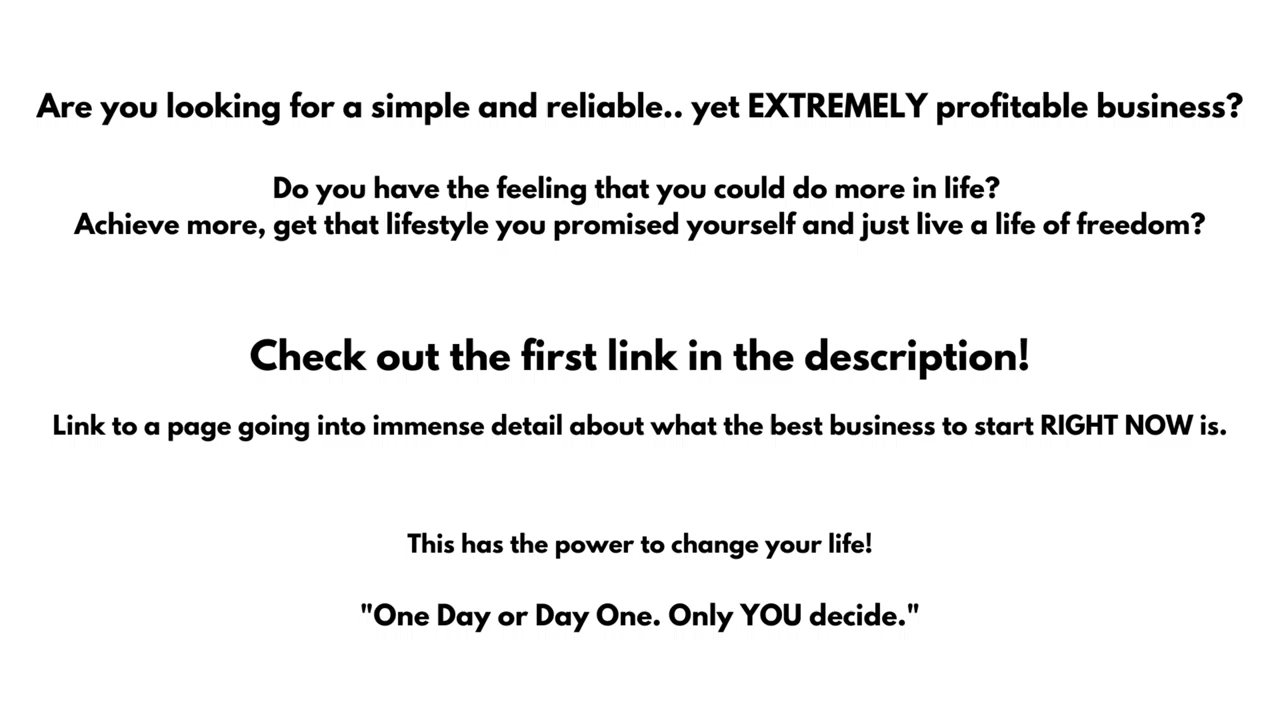 Are you looking for a simple and reliable.. yet EXTREMELY profitable business?
Do you have the feeling that you could do more in life?
Achieve more, get that lifestyle you promised yourself and just live a life of freedom?
Check out the first link in the description!
Link to a page going into immense detail about what the best business to start RIGHT NOW is.
This has the power to change your life!
"One Day or Day One. Only YOU decide."